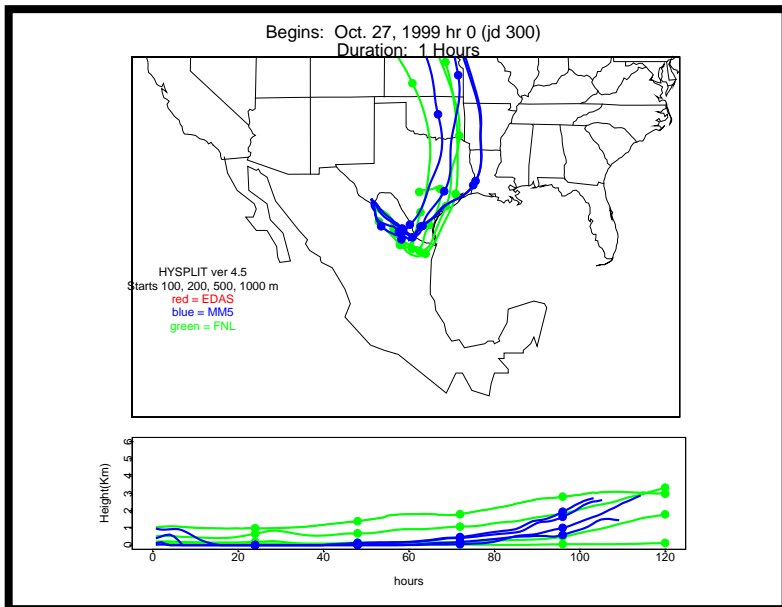 Begins: Oct. 27, 1999 hr 0 (jd 300)
Duration: 1 Hours
HYSPLIT ver 4.5
Starts 100, 200, 500, 1000 m
red = EDAS
blue = MM5
green = FNL
Height(Km)
6
5
4
3
2
1
0
0 20 40 60 80 100 120
hours